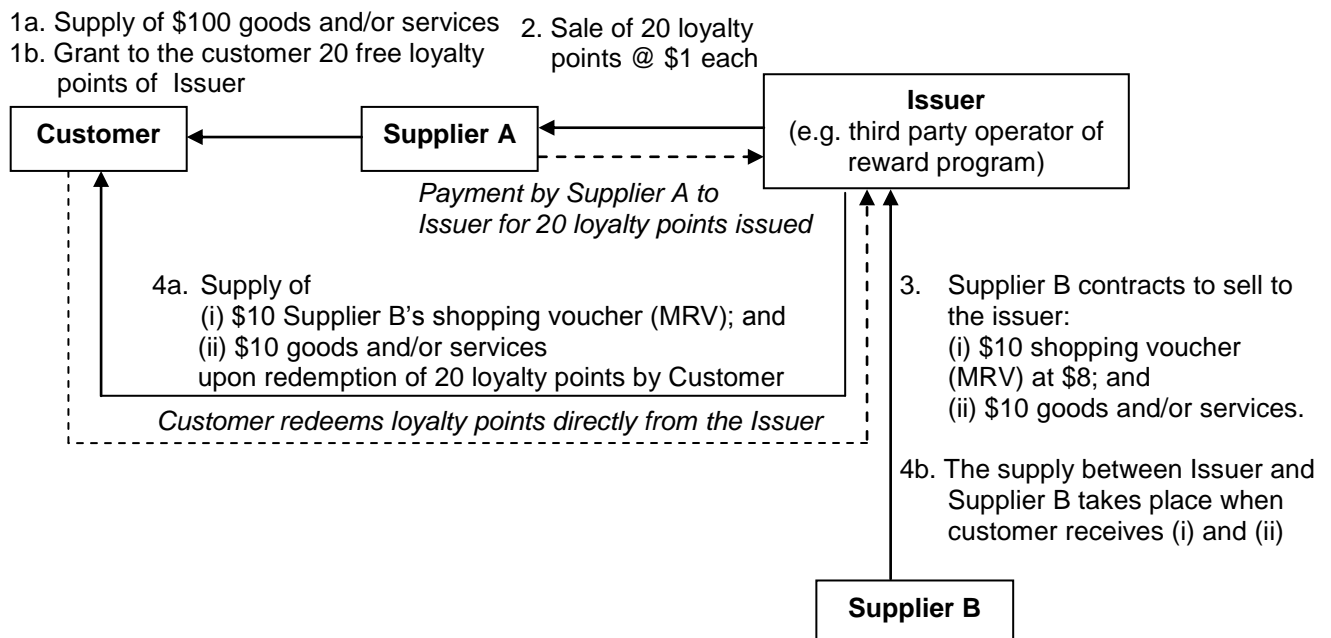 1a. Supply of $100 goods and/or services
1b. Grant to the customer 20 free loyalty
points of Issuer
2. Sale of 20 loyalty
points @ $1 each
Customer
Supplier A
Issuer
(e.g. third party operator of
reward program)
Payment by Supplier A to
Issuer for 20 loyalty points issued
4a. Supply of
(i) $10 Supplier B's shopping voucher (MRV); and
(ii) $10 goods and/or services
upon redemption of 20 loyalty points by Customer
Customer redeems loyalty points directly from the Issuer
3. Supplier B contracts to sell to
the issuer:
(i) $10 shopping voucher
(MRV) at $8; and
(ii) $10 goods and/or services.
4b. The supply between Issuer and
Supplier B takes place when
customer receives (i) and (ii)
Supplier B